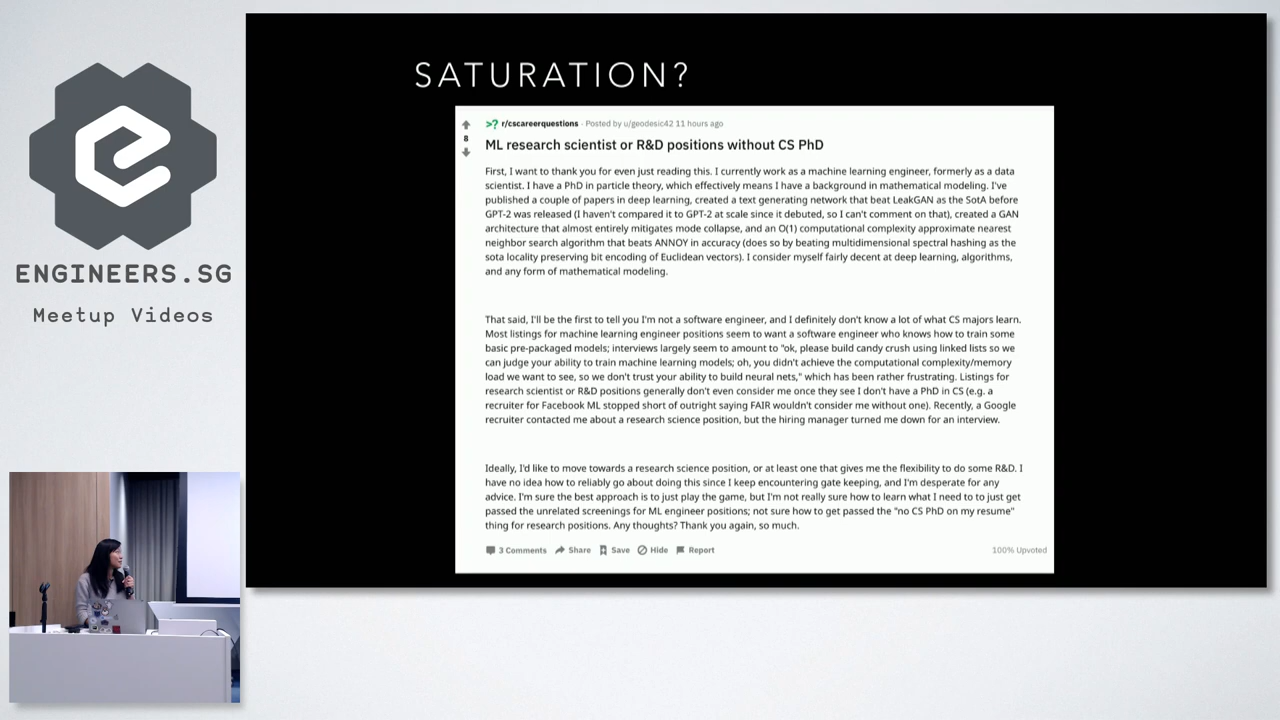 ENGINEERS.SG
Meetup Videos
SATURATION?
r/cscareerquestions · Posted by u/geodesic42 11 hours ago
8
ML research scientist or R&D positions without CS PhD
First, I want to thank you for even just reading this. I currently work as a machine learning engineer, formerly as a data
scientist. I have a PhD in particle theory, which effectively means I have a background in mathematical modeling. I've
published a couple of papers in deep learning, created a text generating network that beat LeakGAN as the SotA before
GPT-2 was released (I haven't compared it to GPT-2 at scale since it debuted, so I can't comment on that), created a GAN
architecture that almost entirely mitigates mode collapse, and an O(1) computational complexity approximate nearest
neighbor search algorithm that beats ANNOY in accuracy (does so by beating multidimensional spectral hashing as the
sota locality preserving bit encoding of Euclidean vectors). I consider myself fairly decent at deep learning, algorithms,
and any form of mathematical modeling.
That said, I'll be the first to tell you I'm not a software engineer, and I definitely don't know a lot of what CS majors learn.
Most listings for machine learning engineer positions seem to want a software engineer who knows how to train some
basic pre-packaged models; interviews largely seem to amount to "ok, please build candy crush using linked lists so we
can judge your ability to train machine learning models; oh, you didn't achieve the computational complexity/memory
load we want to see, so we don't trust your ability to build neural nets," which has been rather frustrating. Listings for
research scientist or R&D positions generally don't even consider me once they see I don't have a PhD in CS (e.g. a
recruiter for Facebook ML stopped short of outright saying FAIR wouldn't consider me without one). Recently, a Google
recruiter contacted me about a research science position, but the hiring manager turned me down for an interview.
Ideally, I'd like to move towards a research science position, or at least one that gives me the flexibility to do some R&D. I
have no idea how to reliably go about doing this since I keep encountering gate keeping, and I'm desperate for any
advice. I'm sure the best approach is to just play the game, but I'm not really sure how to learn what I need to to just get
passed the unrelated screenings for ML engineer positions; not sure how to get passed the "no CS PhD on my resume"
thing for research positions. Any thoughts? Thank you again, so much.
3 Comments Share Save Hide Report 100% Upvoted